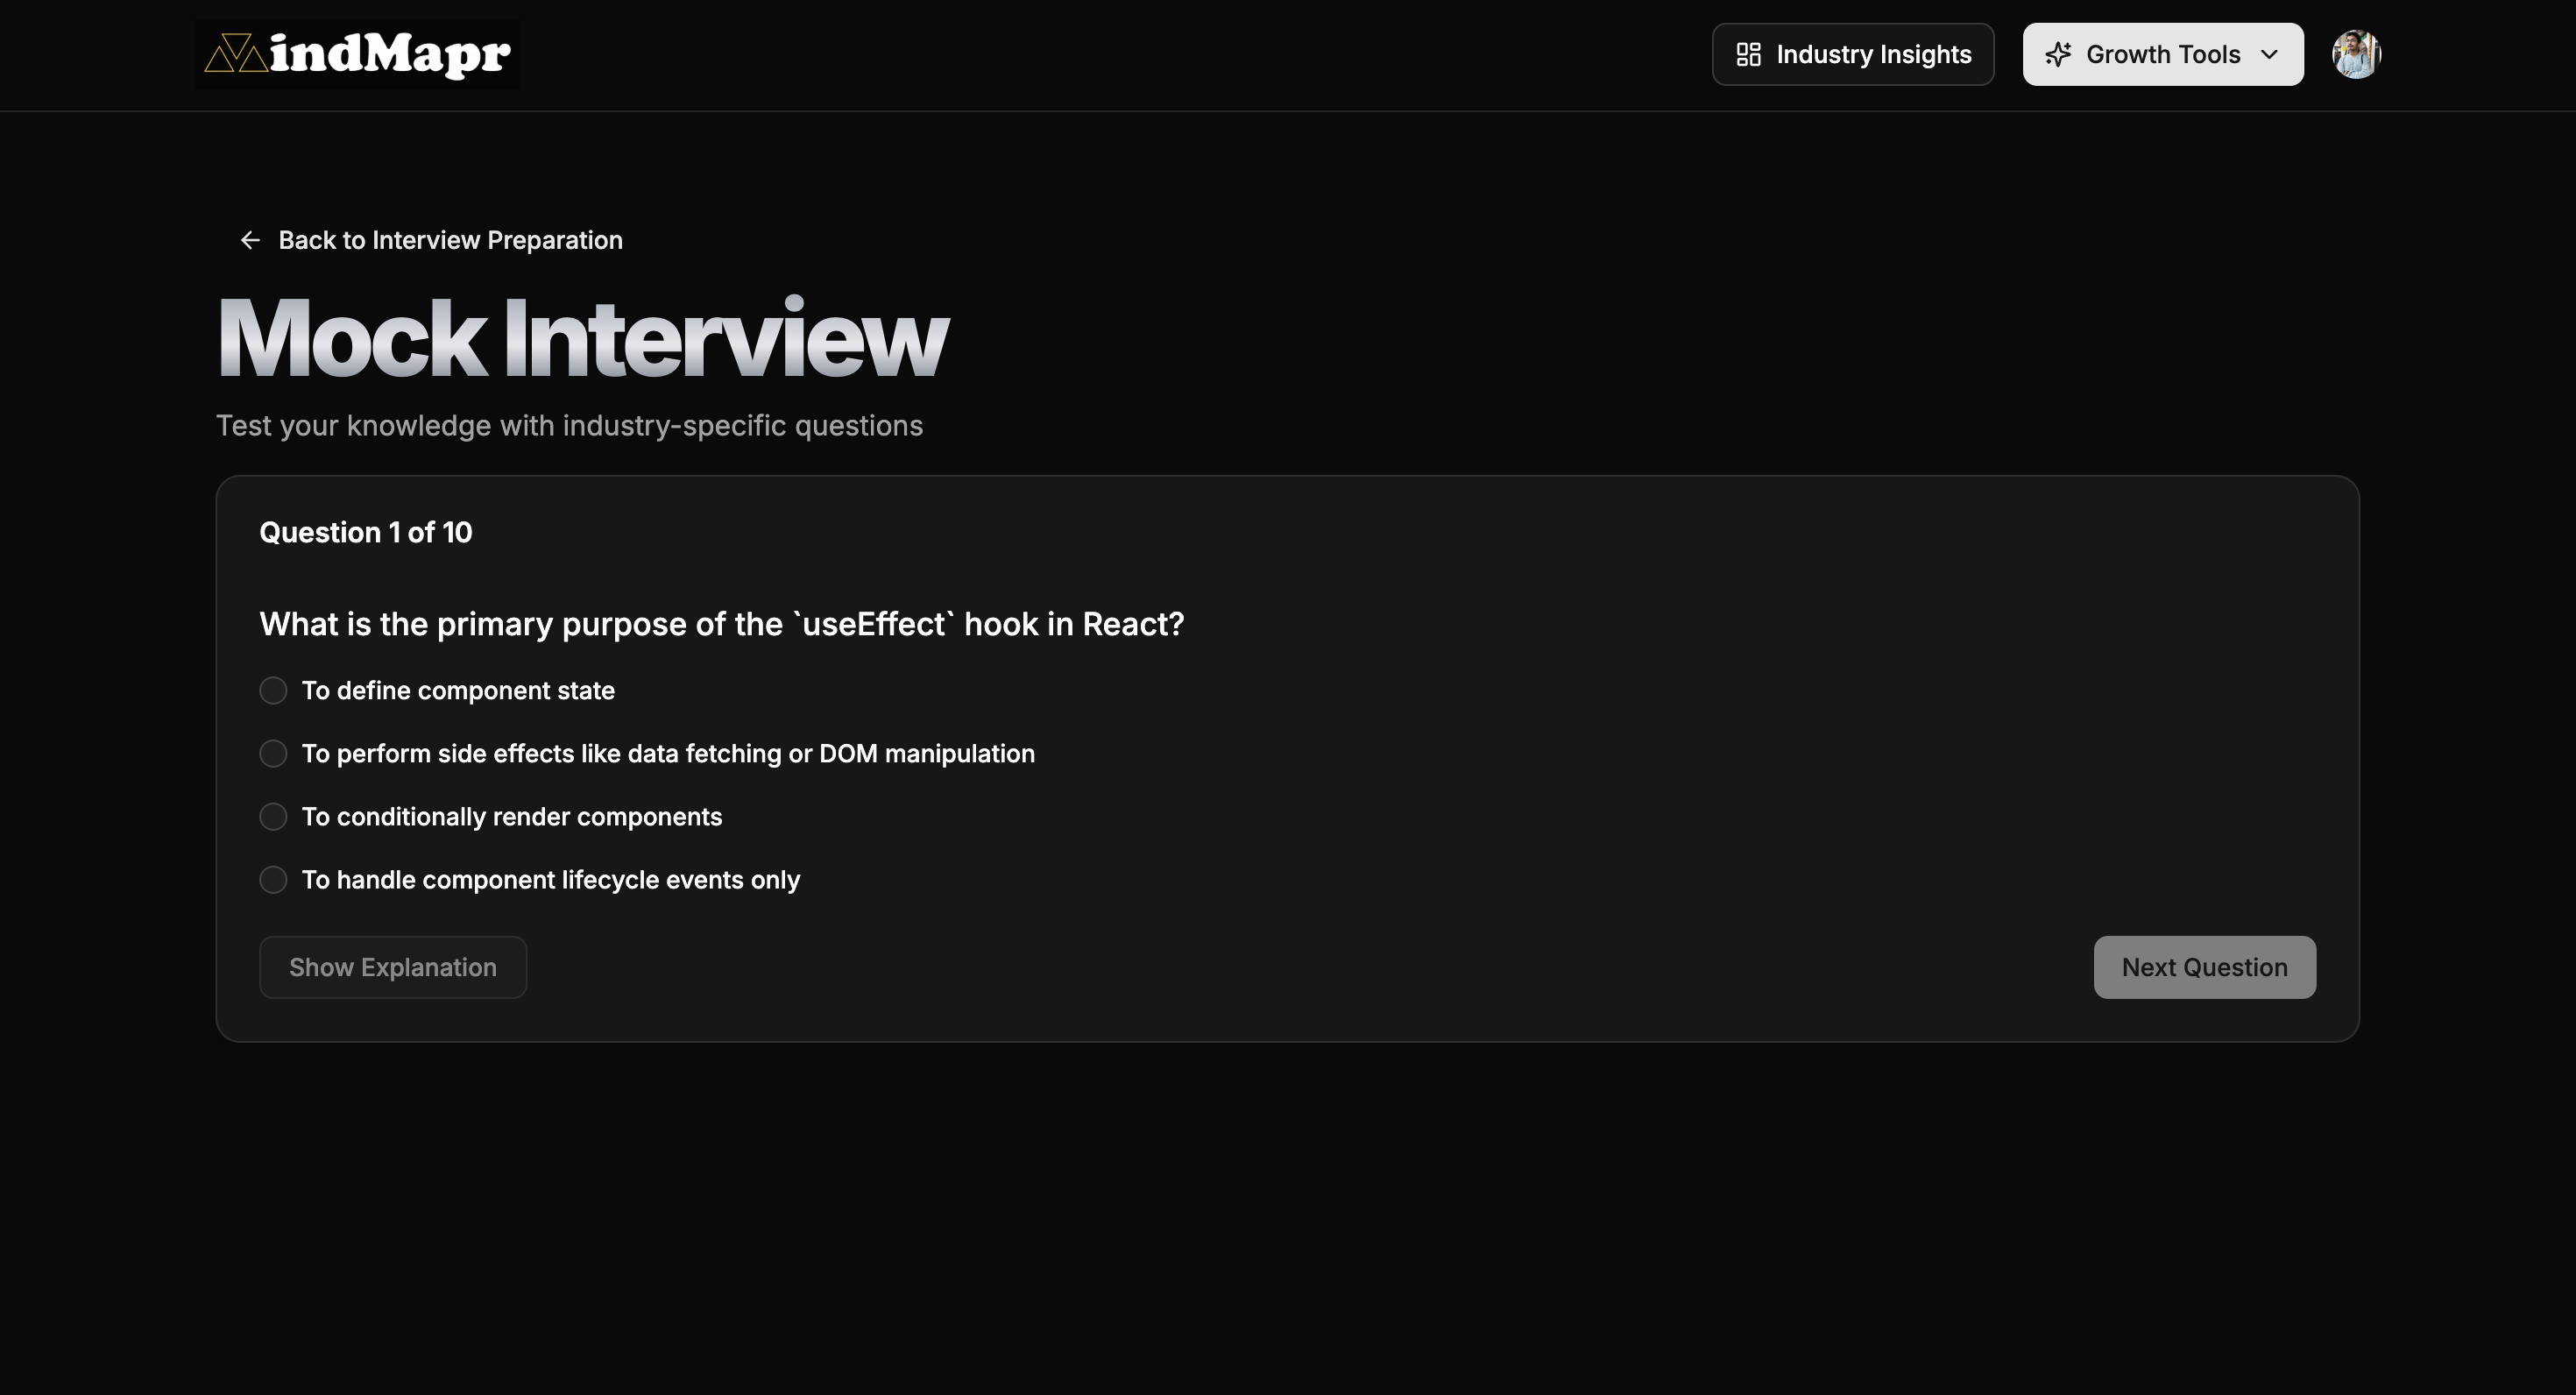 indMapr
Industry Insights
Growth Tools
Back to Interview Preparation
Mock Interview
Test your knowledge with industry-specific questions
Question 1 of 10
What is the primary purpose of the `useEffect` hook in React?
To define component state
To perform side effects like data fetching or DOM manipulation
To conditionally render components
To handle component lifecycle events only
Show Explanation
Next Question